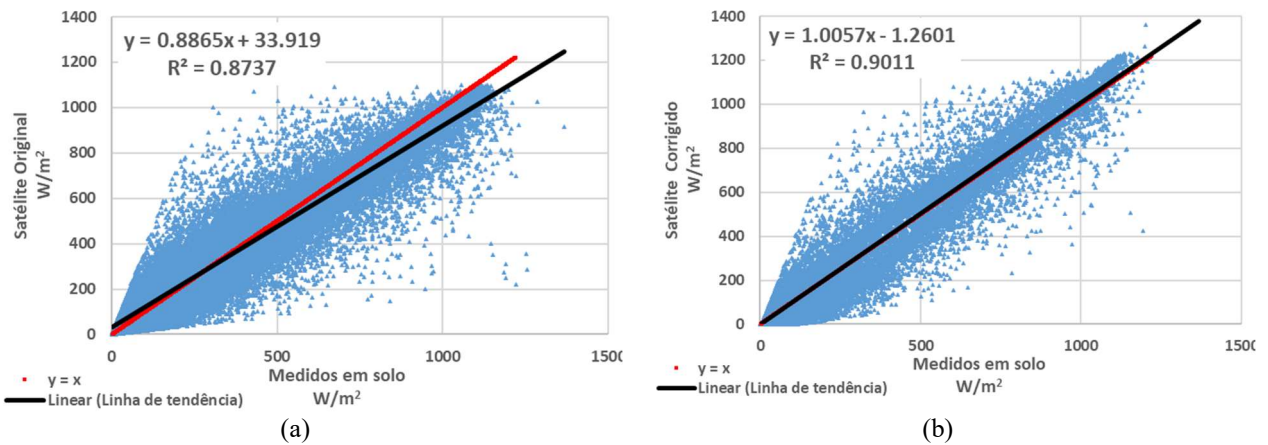 y = 0.8865x + 33.919
R² = 0.8737
1400
1200
1000
800
600
400
200
0
Satélite Original
W/m²
0
500
1000
1500
Medidos em solo
W/m²
y = x
Linear (Linha de tendência)
(a)
y = 1.0057x - 1.2601
R² = 0.9011
1400
1200
1000
800
600
400
200
0
Satélite Corrigido
W/m²
0
500
1000
1500
Medidos em solo
W/m²
y = x
Linear (Linha de tendência)
(b)